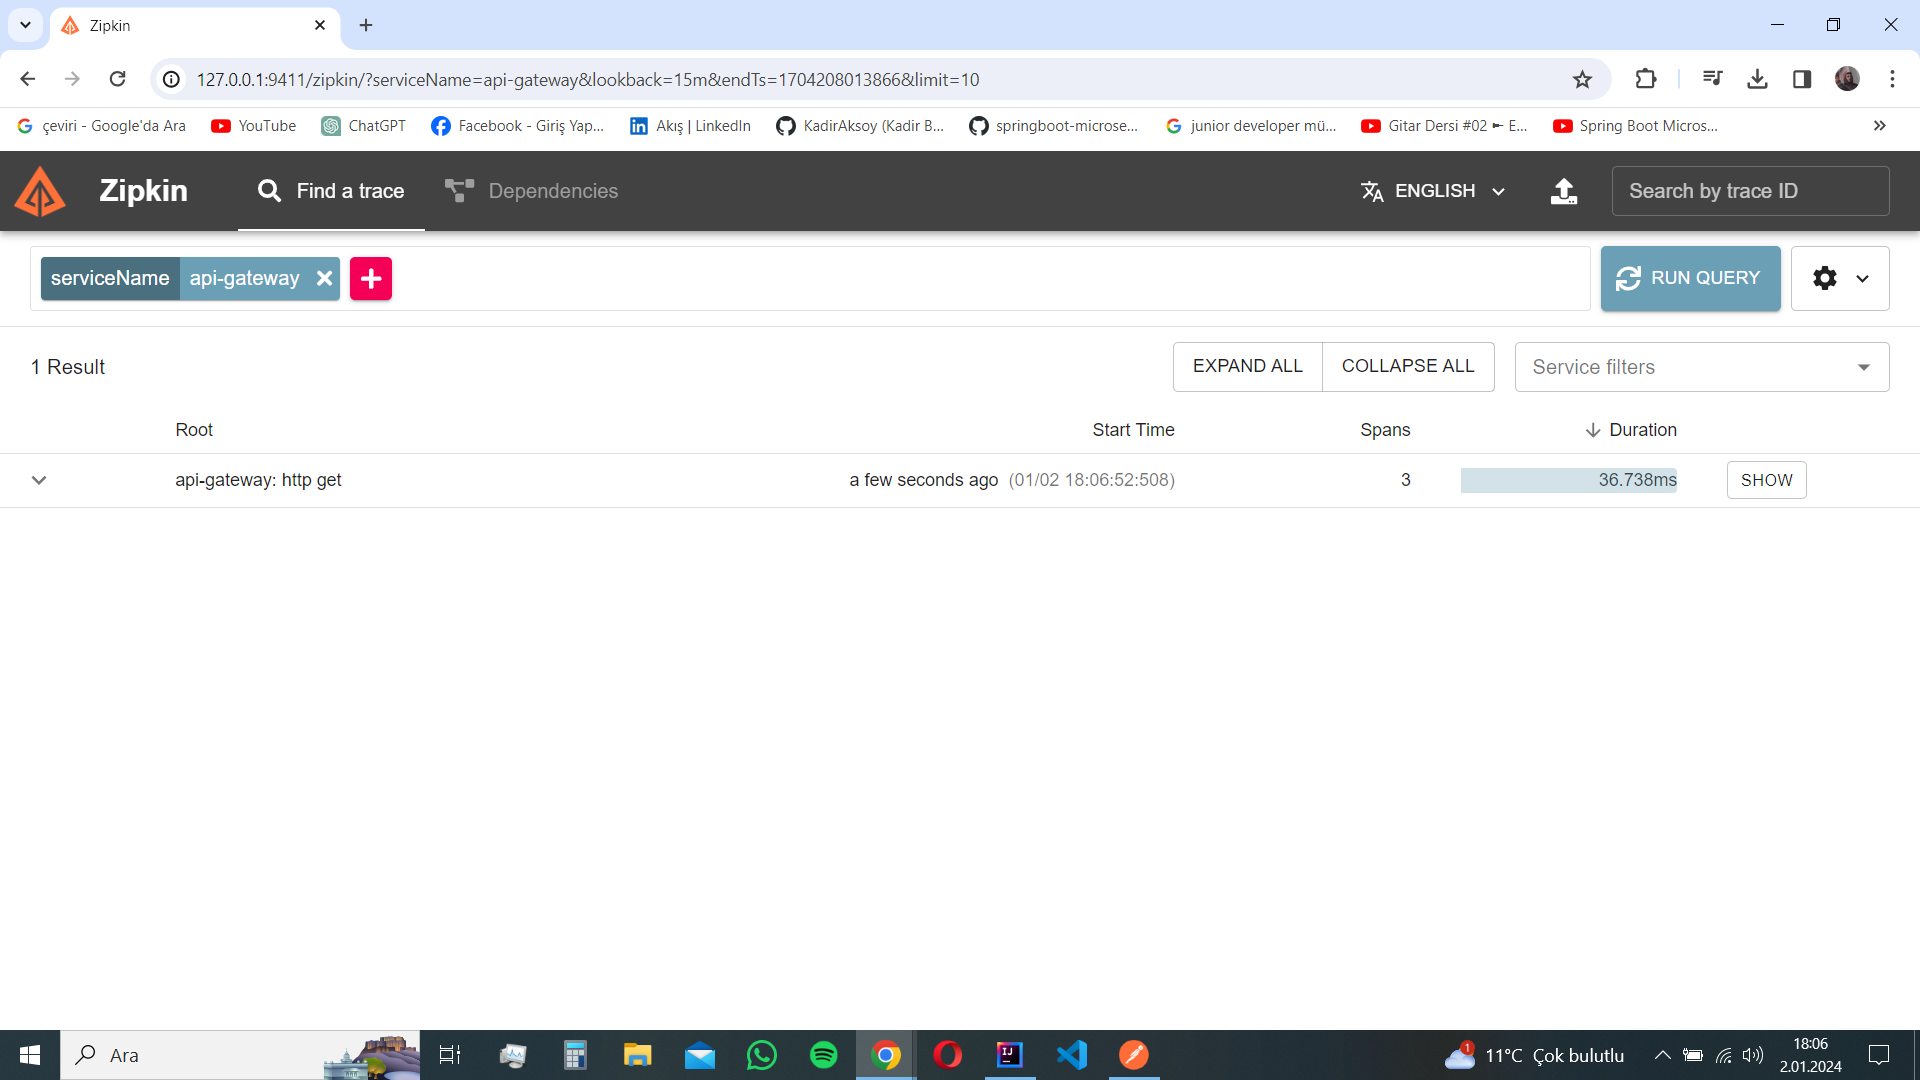 Zipkin
127.0.0.1:9411/zipkin/?serviceName=api-gateway&lookback=15m&endTs=1704208013866&limit=10
çeviri - Google'da Ara YouTube ChatGPT Facebook - Giriş Yap... Akış | LinkedIn KadirAksoy (Kadir B... springboot-microse... junior developer mü... Gitar Dersi #02 ► E... Spring Boot Micros...
Zipkin Find a trace Dependencies ENGLISH Search by trace ID
serviceName api-gateway RUN QUERY
1 Result EXPAND ALL COLLAPSE ALL Service filters
Root Start Time Spans Duration
api-gateway: http get a few seconds ago (01/02 18:06:52:508) 3 36.738ms SHOW
Ara 1 11°C Çok bulutlu 18:06
2.01.2024